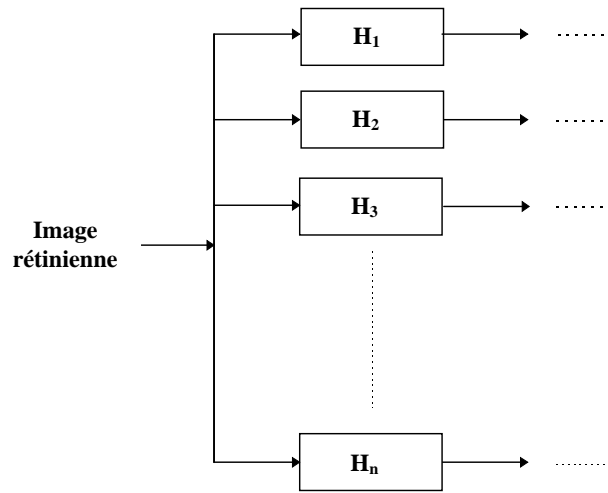 H₁
H₂
H₃
Image
rétinienne
Hₙ